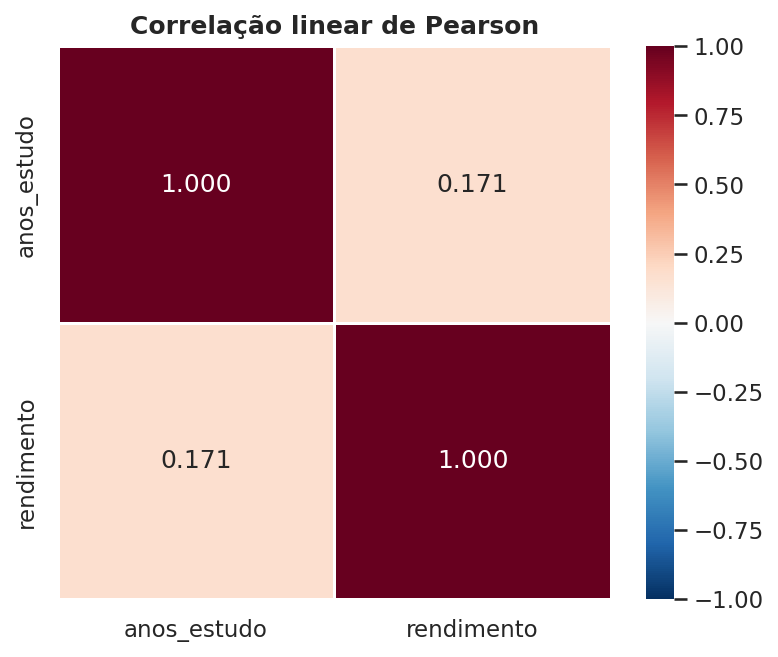 Correlação linear de Pearson
anos_estudo
1.000
0.171
rendimento
0.171
1.000
anos_estudo
rendimento
1.00
0.75
0.50
0.25
0.00
−0.25
−0.50
−0.75
−1.00